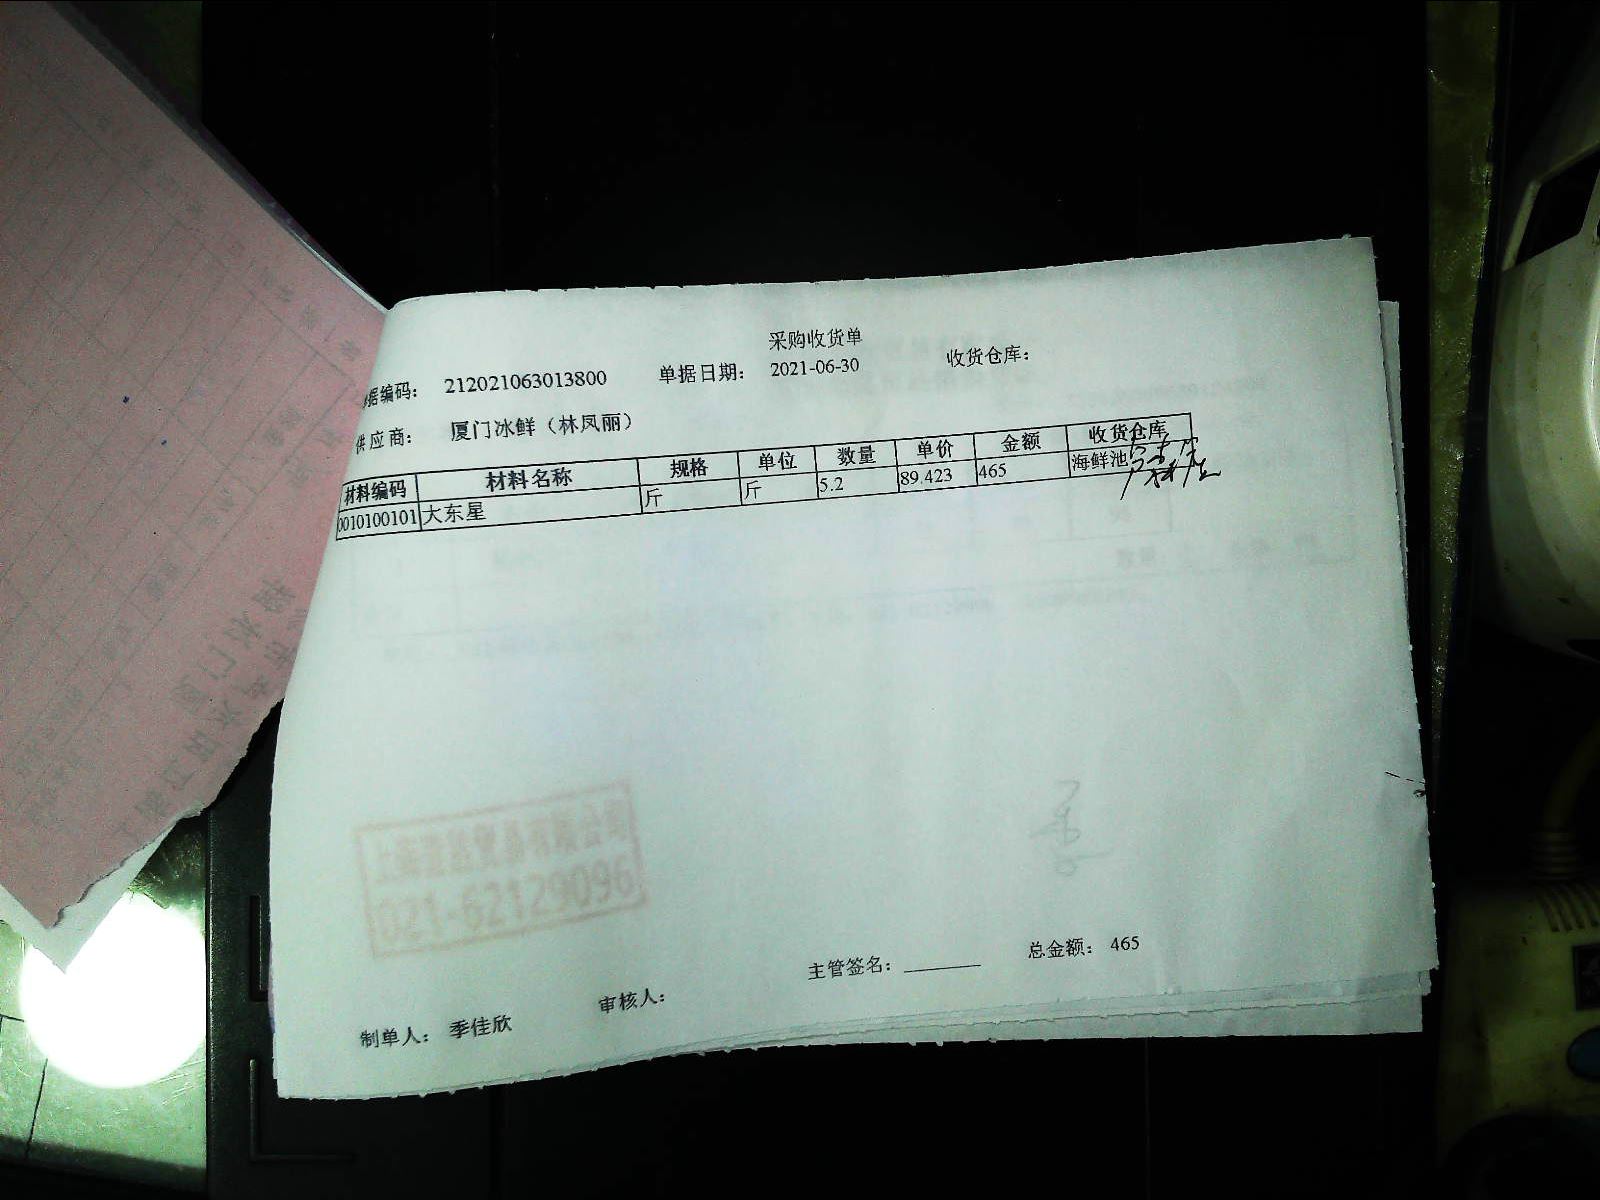 采购收货单
单据编码： 212021063013800 单据日期： 2021-06-30 收货仓库：
供应商： 厦门冰鲜（林凤丽）
材料编码 材料名称 规格 单位 数量 单价 金额 收货仓库
0010100101 大东星 斤 斤 5.2 89.423 465 海鲜池
021-62129096
主管签名： 总金额： 465
制单人： 季佳欣 审核人：